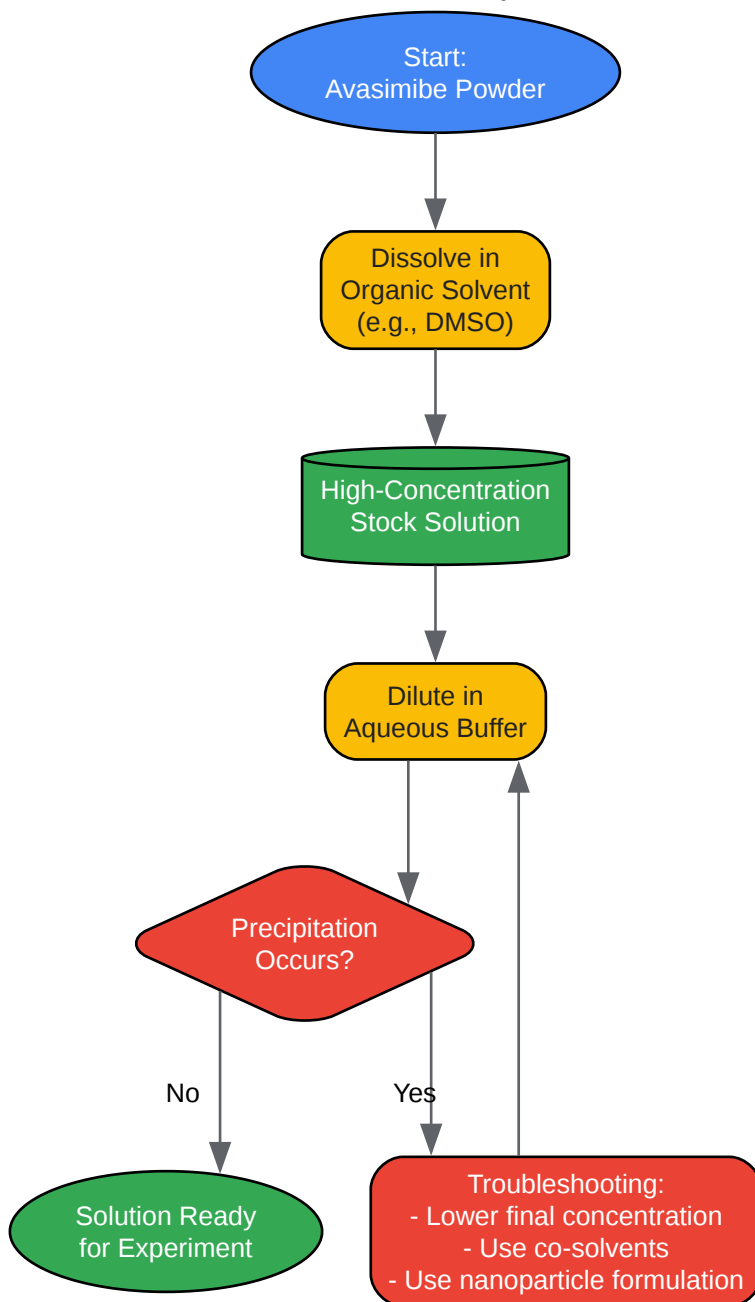 Start:
Avasimibe Powder
Dissolve in
Organic Solvent
(e.g., DMSO)
High-Concentration
Stock Solution
Dilute in
Aqueous Buffer
Precipitation
Occurs?
No
Yes
Solution Ready
for Experiment
Troubleshooting:
- Lower final concentration
- Use co-solvents
- Use nanoparticle formulation